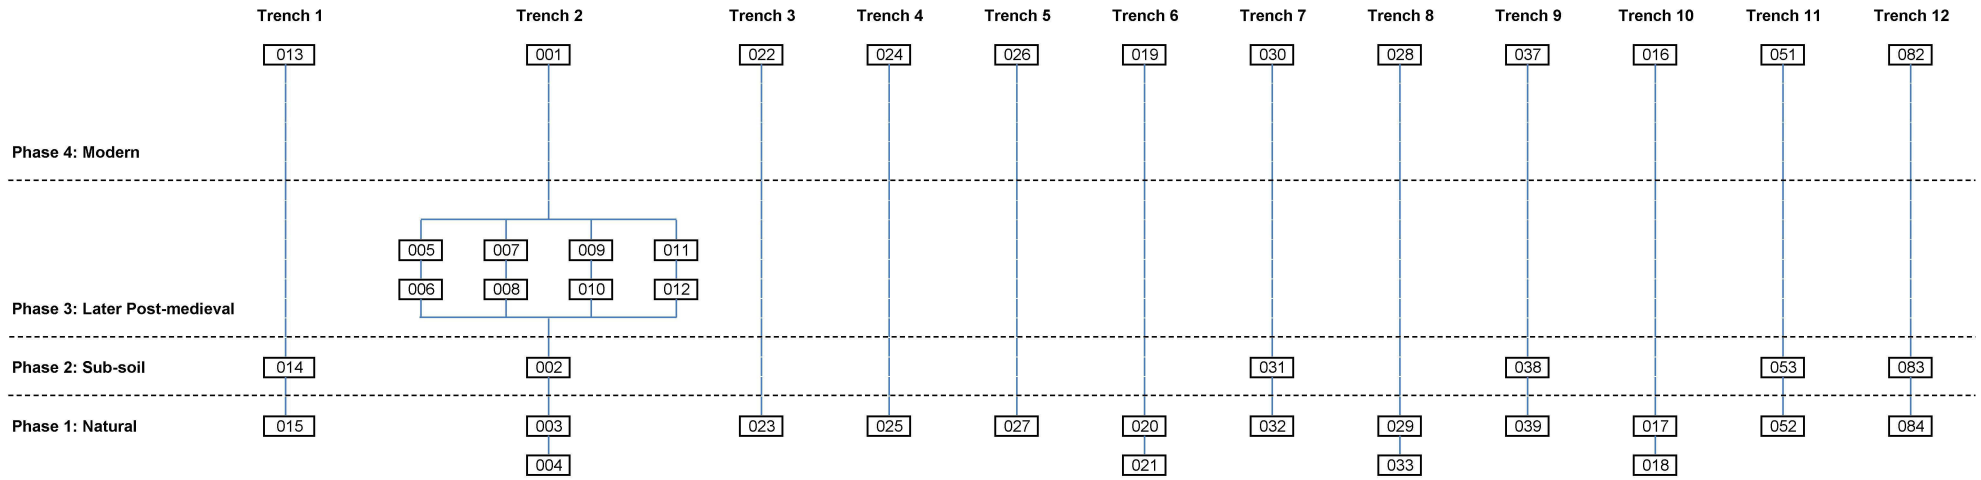 Trench 1 Trench 2 Trench 3 Trench 4 Trench 5 Trench 6 Trench 7 Trench 8 Trench 9 Trench 10 Trench 11 Trench 12
013 001 022 024 026 019 030 028 037 016 051 082
Phase 4: Modern
005 007 009 011
006 008 010 012
Phase 3: Later Post-medieval
Phase 2: Sub-soil 014 002 031 038 053 083
Phase 1: Natural 015 003 023 025 027 020 032 029 039 017 052 084
004 021 033 018